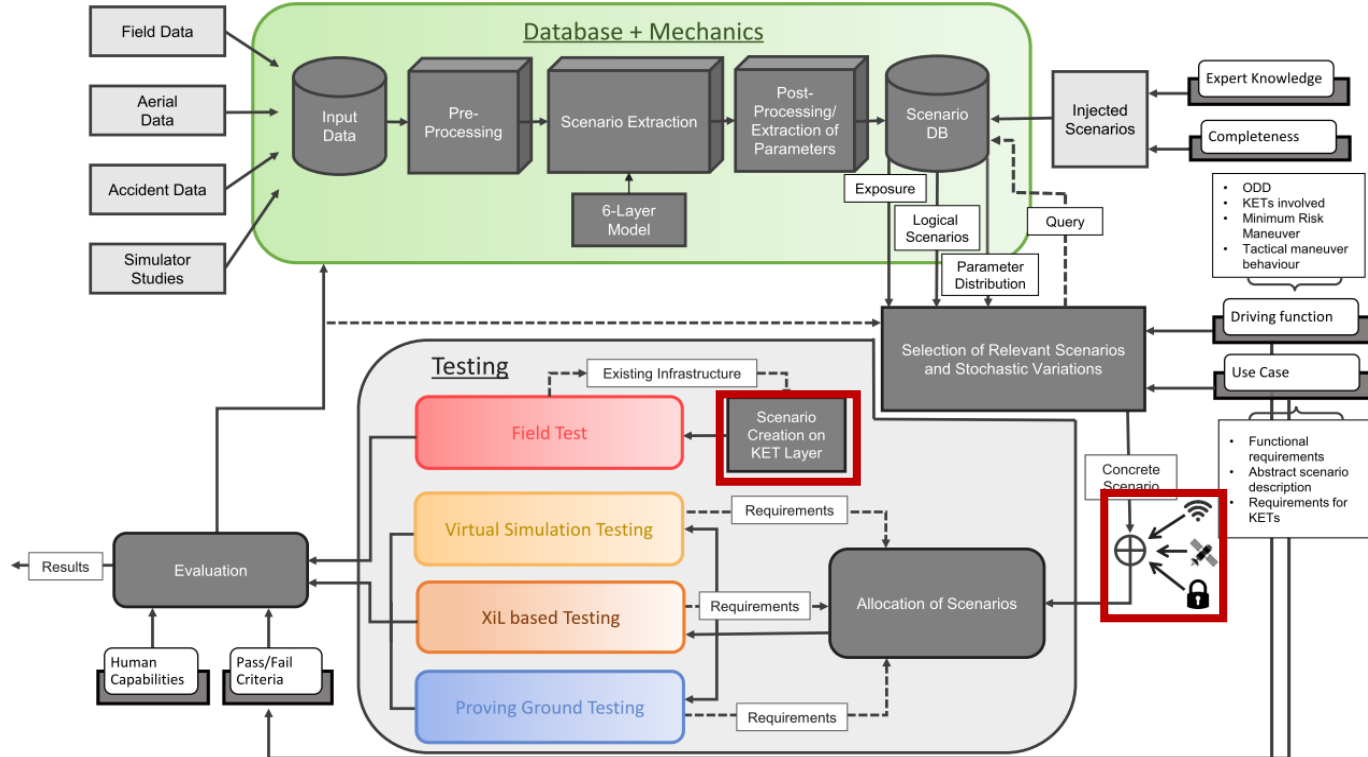 Field Data
Aerial
Data
Accident Data
Simulator
Studies
Database + Mechanics
Input
Data
Pre-
Processing
Scenario Extraction
Post-
Processing/
Extraction of
Parameters
Scenario
DB
6-Layer
Model
Injected
Scenarios
Expert Knowledge
Completeness
Exposure
Logical
Scenarios
Parameter
Distribution
Query
• ODD
• KETs involved
• Minimum Risk
Maneuver
• Tactical maneuver
behaviour
Driving function
Use Case
Selection of Relevant Scenarios
and Stochastic Variations
• Functional
requirements
• Abstract scenario
description
• Requirements for
KETs
Concrete
Scenario
Testing
Existing Infrastructure
Field Test
Scenario
Creation on
KET Layer
Virtual Simulation Testing
Requirements
XiL based Testing
Requirements
Allocation of Scenarios
Proving Ground Testing
Requirements
Results
Evaluation
Human
Capabilities
Pass/Fail
Criteria